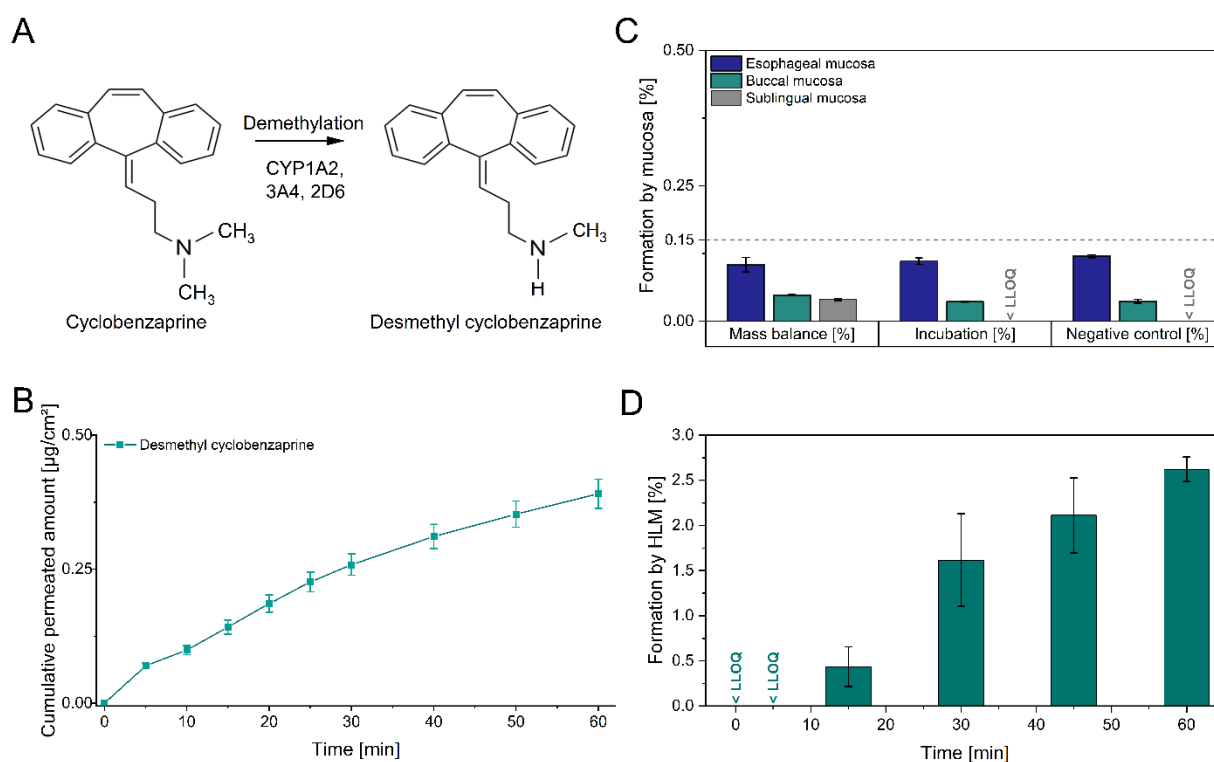 A
Demethylation
CYP1A2,
3A4, 2D6
N
CH₃
CH₃
N
CH₃
H
Cyclobenzaprine
Desmethyl cyclobenzaprine
C
Formation by mucosa [%]
0.50
0.25
0.15
0.00
Esophageal mucosa
Buccal mucosa
Sublingual mucosa
< LLOQ
< LLOQ
Mass balance [%]
Incubation [%]
Negative control [%]
B
Cumulative permeated amount [µg/cm²]
0.50
0.25
0.00
Desmethyl cyclobenzaprine
0 10 20 30 40 50 60
Time [min]
D
Formation by HLM [%]
3.0
2.5
2.0
1.5
1.0
0.5
0.0
< LLOQ
< LLOQ
0 10 20 30 40 50 60
Time [min]